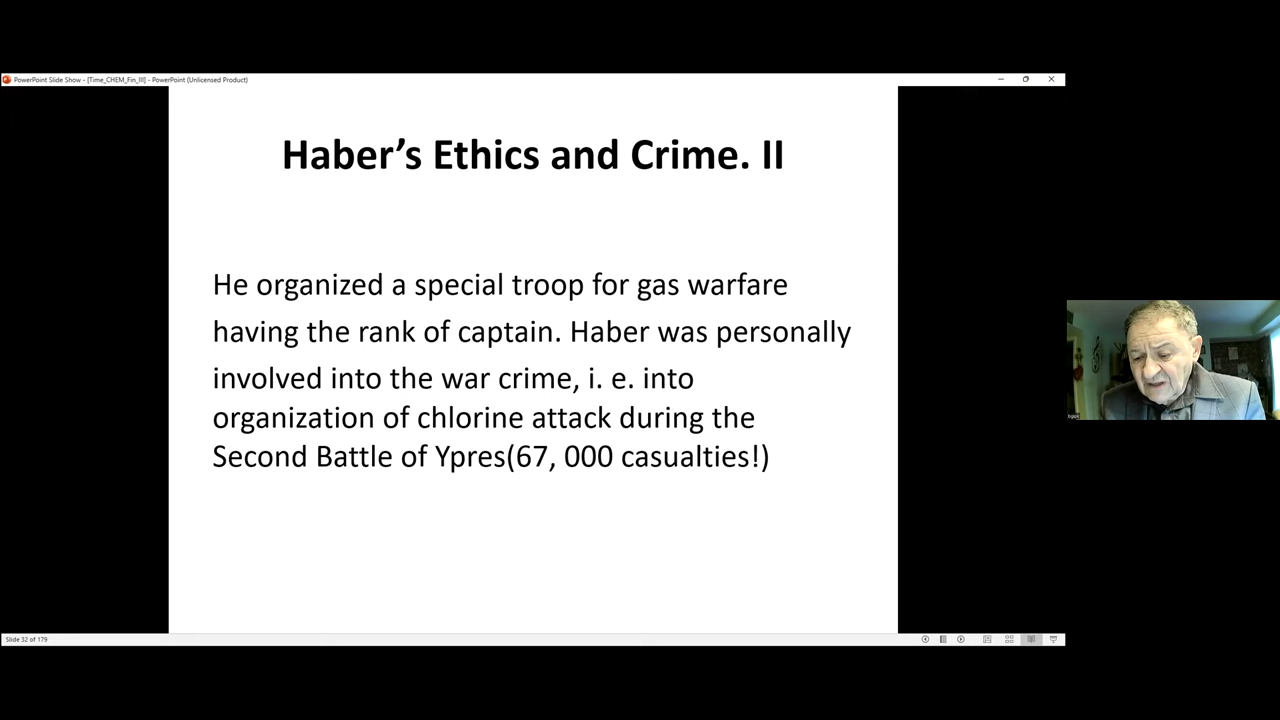 PowerPoint Slide Show - [Time_CHEM_Fin_III] - PowerPoint (Unlicensed Product)
Haber’s Ethics and Crime. II
He organized a special troop for gas warfare
having the rank of captain. Haber was personally
involved into the war crime, i. e. into
organization of chlorine attack during the
Second Battle of Ypres(67, 000 casualties!)
Slide 32 of 179